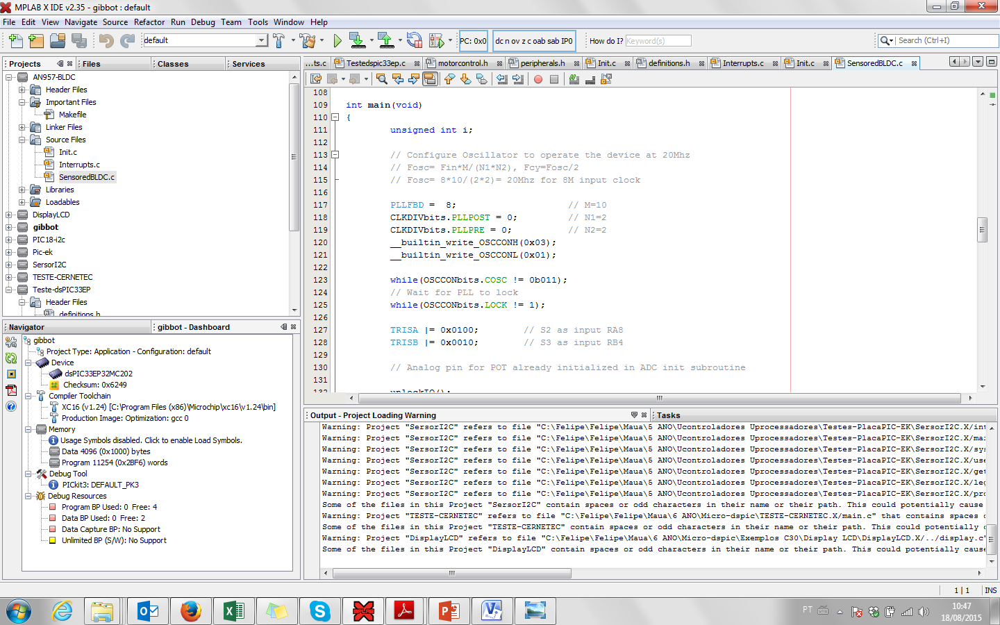 MPLAB X IDE v2.35 - gibbot : default
File Edit View Navigate Source Refactor Run Debug Team Tools Window Help
default
PC: 0x0
dc n ov z c oab sab IP0
How do I?
Keyword(s)
Search (Ctrl+I)
Projects
Files
Classes
Services
AN957-BLDC
Header Files
Important Files
Makefile
Linker Files
Source Files
Init.c
Interrupts.c
SensoredBLDC.c
Libraries
Loadables
DisplayLCD
gibbot
PIC18-i2c
Pic-ek
SersorI2C
TESTE-CERNETEC
Teste-dsPIC33EP
Header Files
definitions.h
Navigator
gibbot - Dashboard
gibbot
Project Type: Application - Configuration: default
Device
dsPIC33EP32MC202
Checksum: 0x6249
Compiler Toolchain
XC16 (v1.24) [C:\Program Files (x86)\Microchip\xc16\v1.24\bin]
Production Image: Optimization: gcc 0
Memory
Usage Symbols disabled. Click to enable Load Symbols.
Data 4096 (0x1000) bytes
Program 11254 (0x2BF6) words
Debug Tool
PICkit3: DEFAULT_PK3
Debug Resources
Program BP Used: 0 Free: 4
Data BP Used: 0 Free: 2
Data Capture BP: No Support
Unlimited BP (S/W): No Support
...ts.c Testedspic33ep.c motorcontrol.h peripherals.h Init.c definitions.h Interrupts.c Init.c SensoredBLDC.c
108
109 int main(void)
110 {
111 unsigned int i;
112
113 // Configure Oscillator to operate the device at 20Mhz
114 // Fosc= Fin*M/(N1*N2), Fcy=Fosc/2
115 // Fosc= 8*10/(2*2)= 20Mhz for 8M input clock
116
117 PLLFBD = 8; // M=10
118 CLKDIVbits.PLLPOST = 0; // N1=2
119 CLKDIVbits.PLLPRE = 0; // N2=2
120 __builtin_write_OSCCONH(0x03);
121 __builtin_write_OSCCONL(0x01);
122
123 while(OSCCONbits.COSC != 0b011);
124 // Wait for PLL to lock
125 while(OSCCONbits.LOCK != 1);
126
127 TRISA |= 0x0100; // S2 as input RA8
128 TRISB |= 0x0010; // S3 as input RB4
129
130 // Analog pin for POT already initialized in ADC init subroutine
131
132 unlockIO();
Output - Project Loading Warning
Tasks
Warning: Project "SersorI2C" refers to file "C:\Felipe\Felipe\Maua\5 ANO\Ucontroladores Uprocessadores\Testes-PlacaPIC-EK\SersorI2C.X/int
Warning: Project "SersorI2C" refers to file "C:\Felipe\Felipe\Maua\5 ANO\Ucontroladores Uprocessadores\Testes-PlacaPIC-EK\SersorI2C.X/mai
Warning: Project "SersorI2C" refers to file "C:\Felipe\Felipe\Maua\5 ANO\Ucontroladores Uprocessadores\Testes-PlacaPIC-EK\SersorI2C.X/sys
Warning: Project "SersorI2C" refers to file "C:\Felipe\Felipe\Maua\5 ANO\Ucontroladores Uprocessadores\Testes-PlacaPIC-EK\SersorI2C.X/use
Warning: Project "SersorI2C" refers to file "C:\Felipe\Felipe\Maua\5 ANO\Ucontroladores Uprocessadores\Testes-PlacaPIC-EK\SersorI2C.X/get
Warning: Project "SersorI2C" refers to file "C:\Felipe\Felipe\Maua\5 ANO\Ucontroladores Uprocessadores\Testes-PlacaPIC-EK\SersorI2C.X/leg
Warning: Project "SersorI2C" refers to file "C:\Felipe\Felipe\Maua\5 ANO\Ucontroladores Uprocessadores\Testes-PlacaPIC-EK\SersorI2C.X/pro
Some of the files in this Project "SersorI2C" contain spaces or odd characters in their name or their path. This could potentially cause
Warning: Project "TESTE-CERNETEC" refers to file "C:\Felipe\Felipe\Maua\6 ANO\Micro-dspic\TESTE-CERNETEC.X/main.c" that contains spaces o
Some of the files in this Project "TESTE-CERNETEC" contain spaces or odd characters in their name or their path. This could potentially c
Warning: Project "DisplayLCD" refers to file "C:\Felipe\Felipe\Maua\6 ANO\Micro-dspic\Exemplos C30\Display LCD\DisplayLCD.X/../display.c"
Some of the files in this Project "DisplayLCD" contain spaces or odd characters in their name or their path. This could potentially cause
1 | 1 INS
PT
10:47
18/08/2015